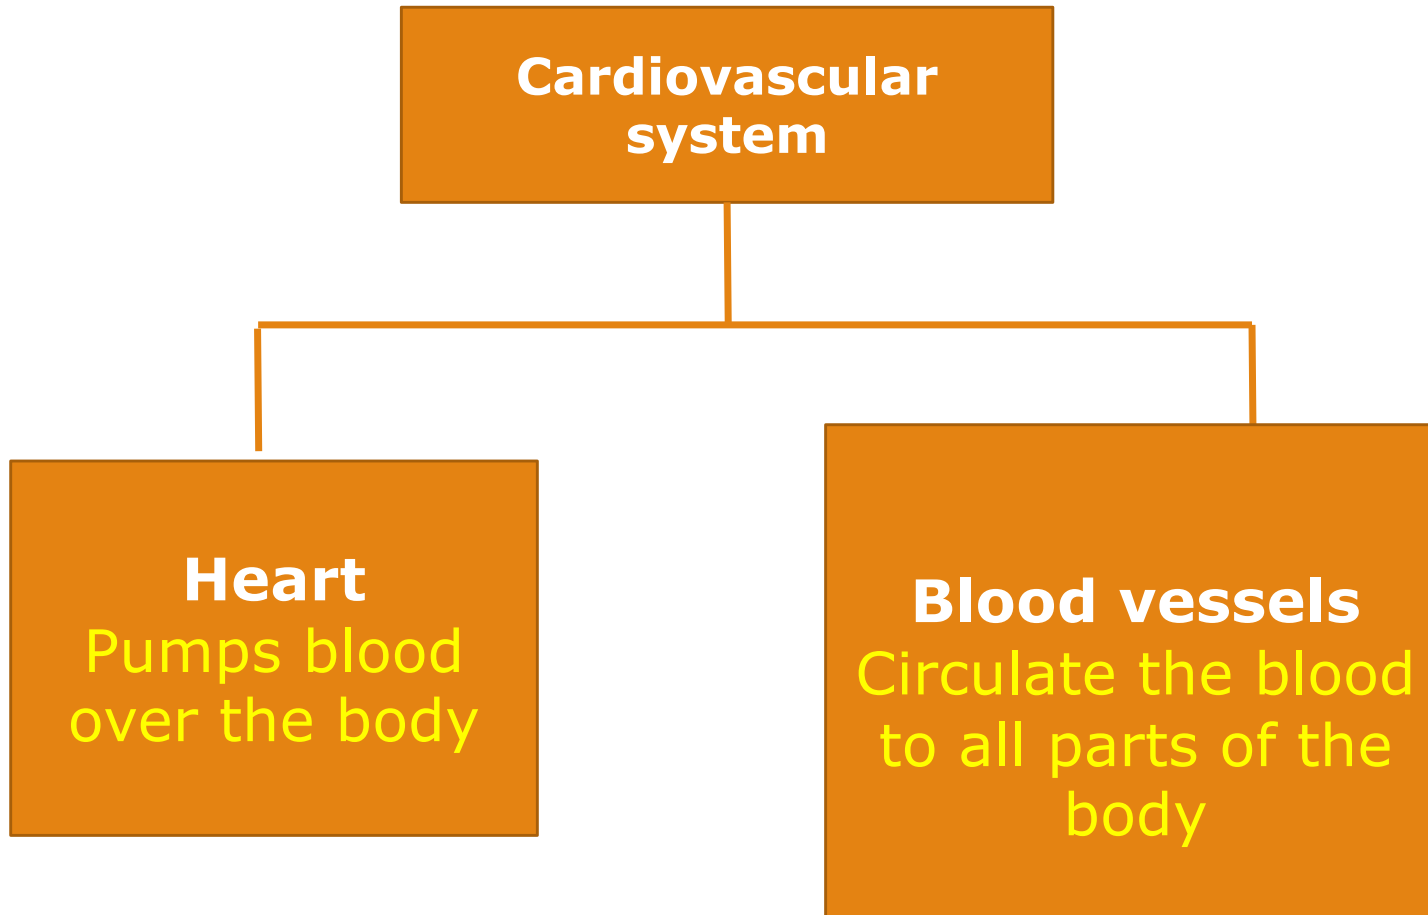 Cardiovascular
system
Heart
Pumps blood
over the body
Blood vessels
Circulate the blood
to all parts of the
body